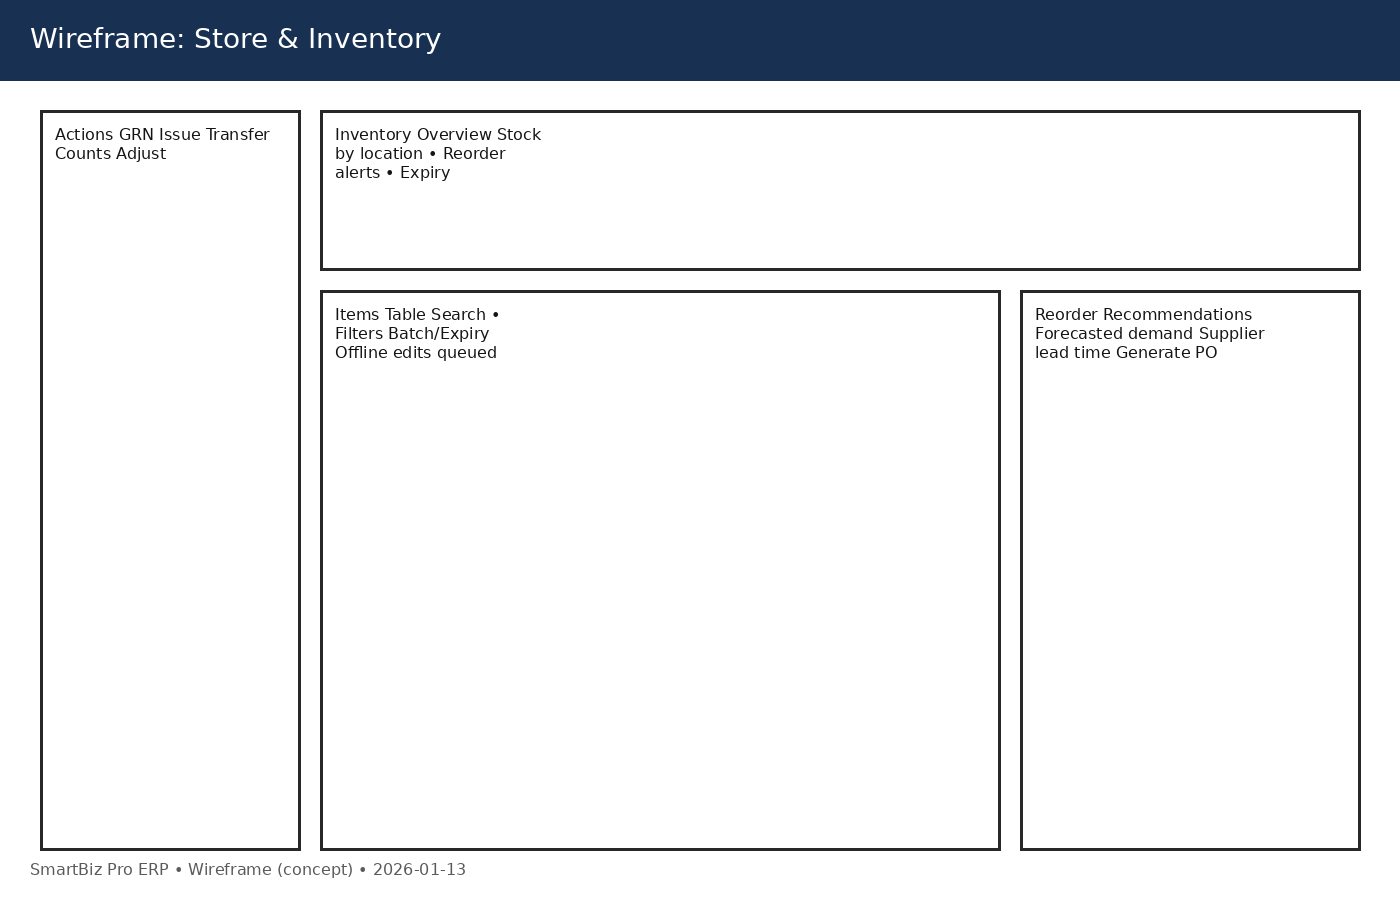 Wireframe: Store & Inventory
Actions GRN Issue Transfer
Counts Adjust
Inventory Overview Stock
by location • Reorder
alerts • Expiry
Items Table Search •
Filters Batch/Expiry
Offline edits queued
Reorder Recommendations
Forecasted demand Supplier
lead time Generate PO
SmartBiz Pro ERP • Wireframe (concept) • 2026-01-13